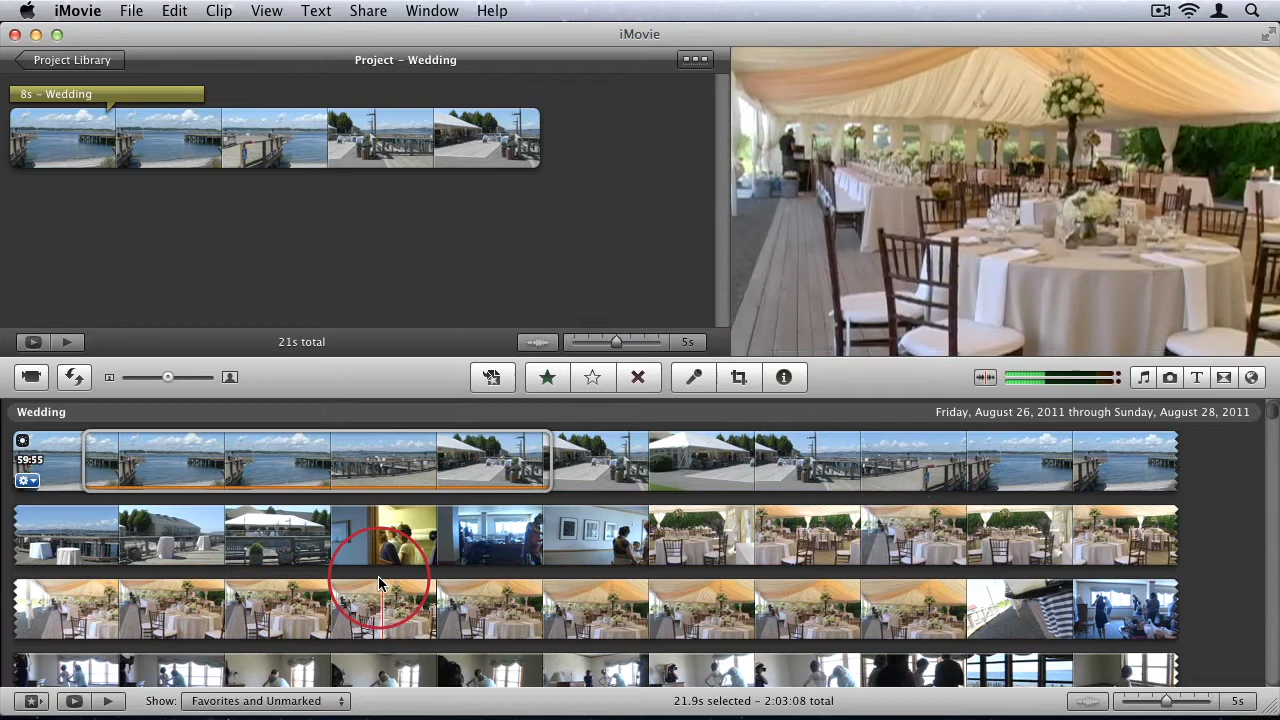 iMovie File Edit Clip View Text Share Window Help
iMovie
Project Library
Project - Wedding
8s - Wedding
21s total
5s
Wedding
Friday, August 26, 2011 through Sunday, August 28, 2011
59:55
Show: Favorites and Unmarked
21.9s selected - 2:03:08 total
5s